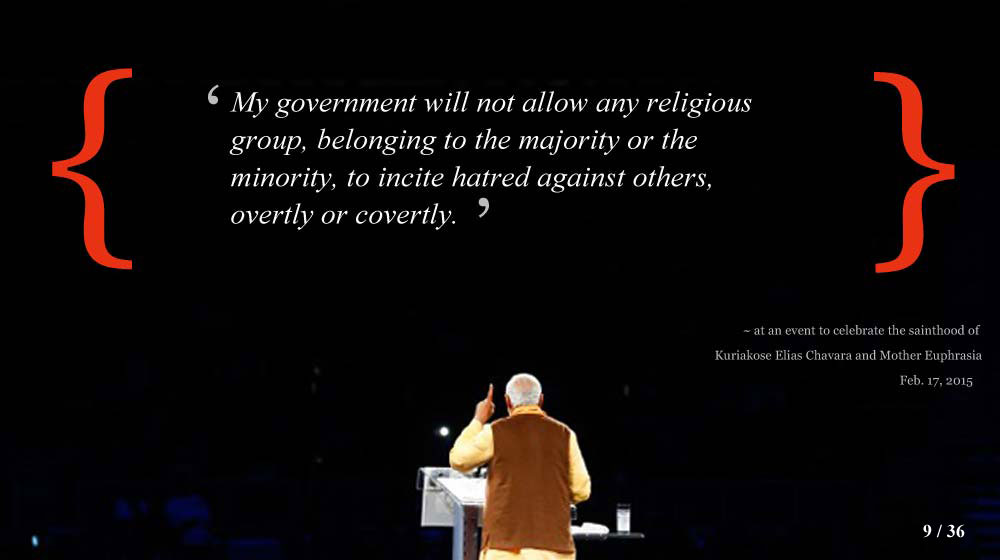 { ‘ My government will not allow any religious }
group, belonging to the majority or the
minority, to incite hatred against others,
overtly or covertly. ’
~ at an event to celebrate the sainthood of
Kuriakose Elias Chavara and Mother Euphrasia
Feb. 17, 2015
9 / 36